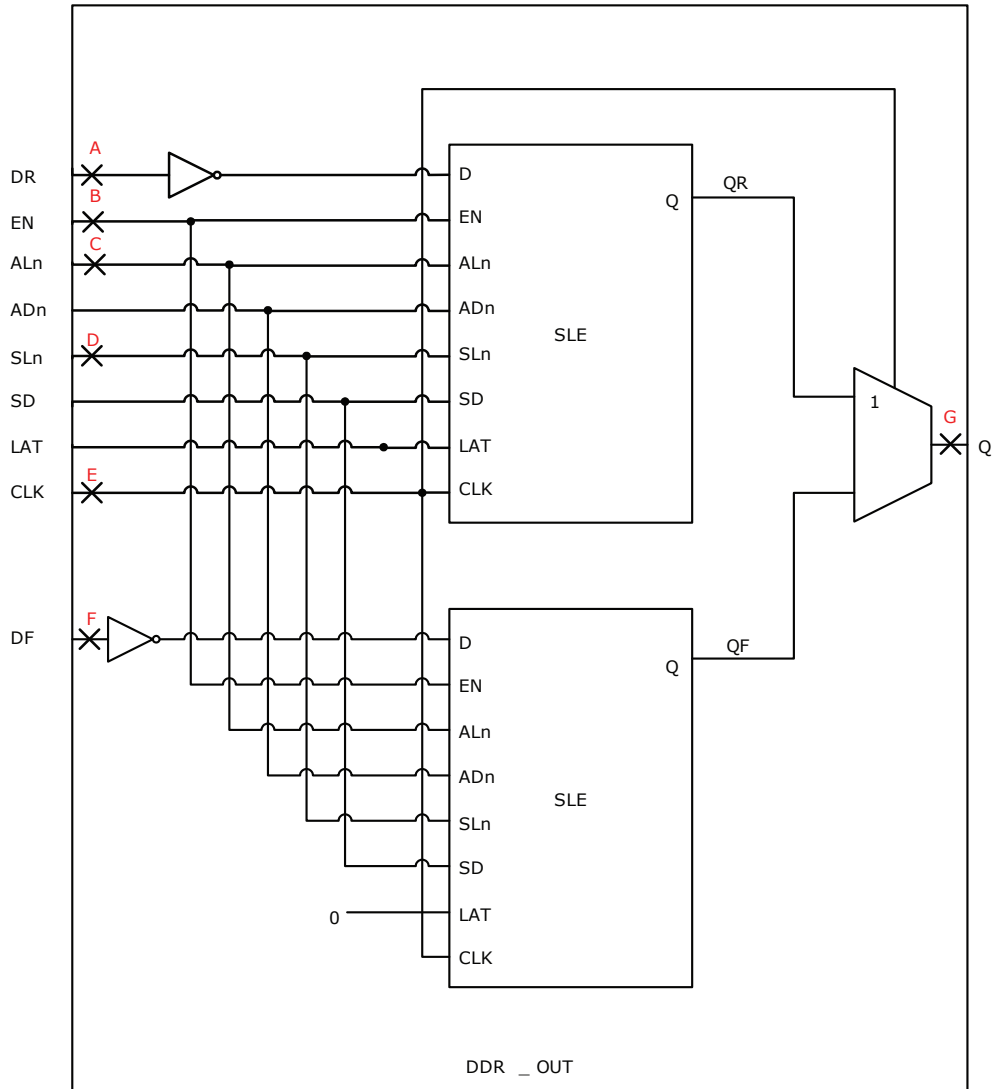 A
DR
D
QR
B
Q
EN
EN
C
ALn
ALn
ADn
ADn
SLE
D
SLn
SLn
SD
SD
1
G
LAT
LAT
Q
E
CLK
CLK
F
DF
D
QF
Q
EN
ALn
ADn
SLE
SLn
SD
0
LAT
CLK
DDR _ OUT